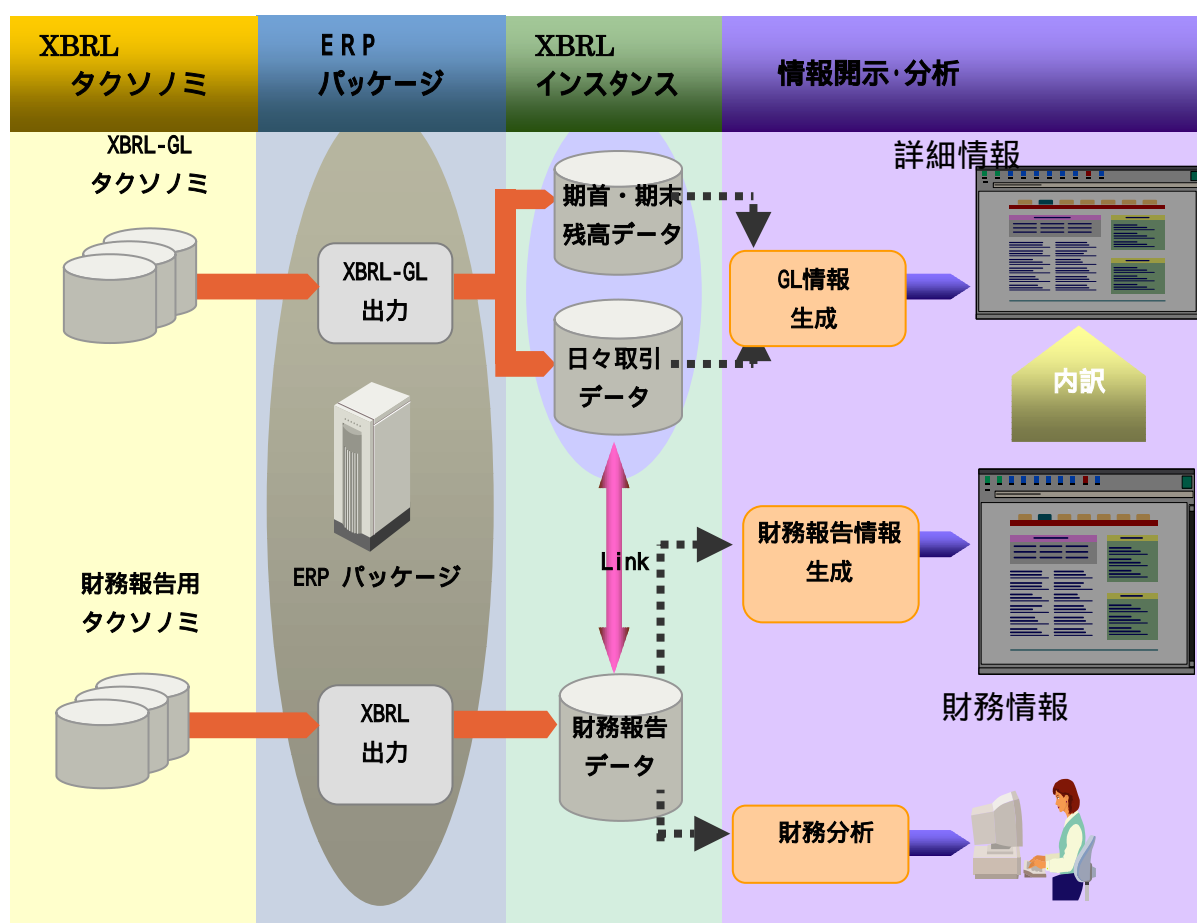 XBRL
タクソノミ
ERP
パッケージ
XBRL
インスタンス
情報開示・分析
XBRL-GL
タクソノミ
XBRL-GL
出力
期首・期末
残高データ
日々取引
データ
GL情報
生成
詳細情報
内訳
ERP パッケージ
Link
財務報告用
タクソノミ
XBRL
出力
財務報告
データ
財務報告情報
生成
財務情報
財務分析